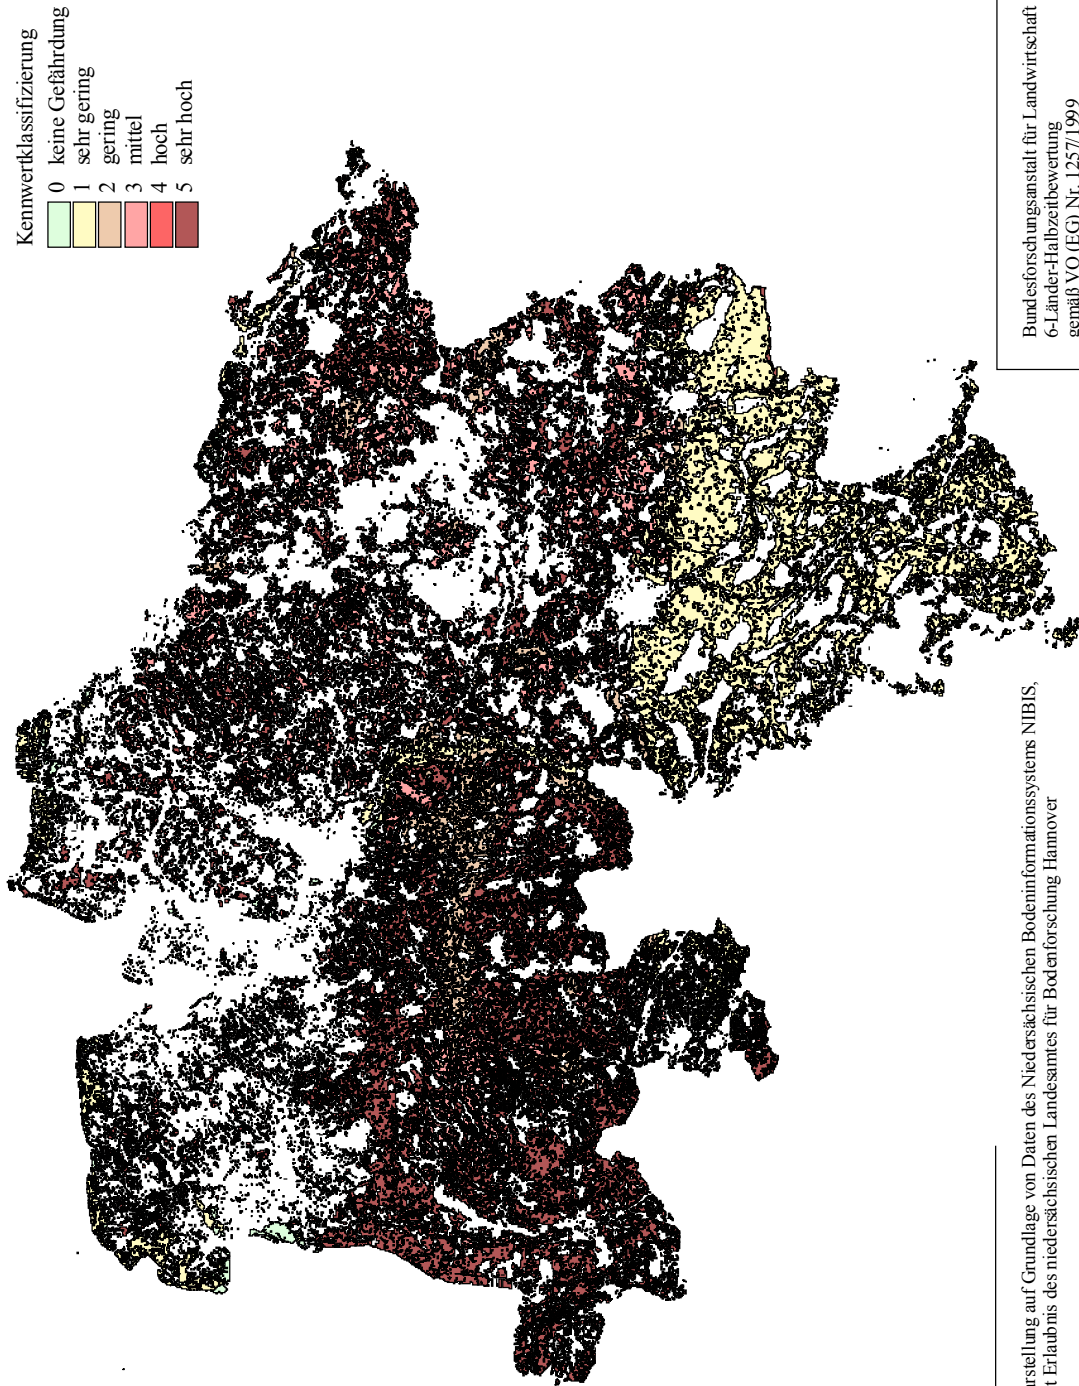 Kennwertklassifizierung
0 keine Gefährdung
1 sehr gering
2 gering
3 mittel
4 hoch
5 sehr hoch
Bundesforschungsanstalt für Landwirtschaft
6-Länder-Halbzeitbewertung
gemäß VO (EG) Nr. 1257/1999
auf Grundlage von Daten des Niedersächsischen Bodeninformationssystems NIBIS,
Erlaubnis des niedersächsischen Landesamtes für Bodenforschung Hannover